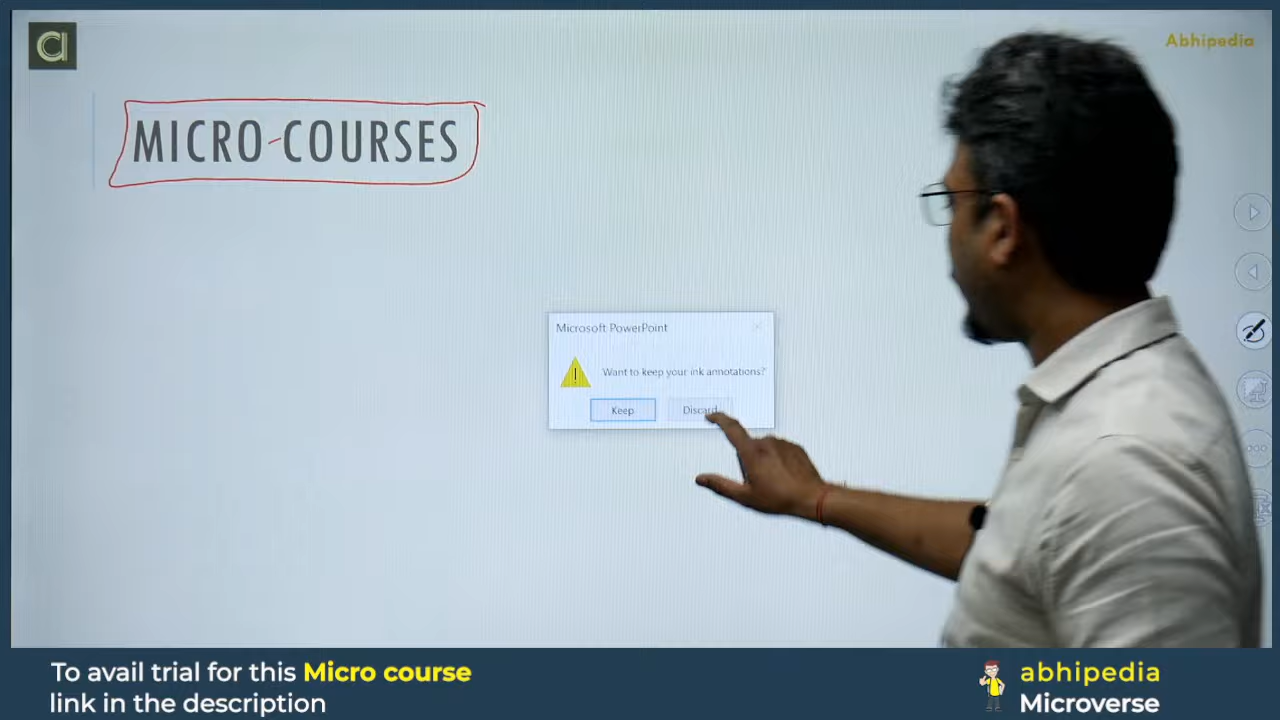 Abhipedia
MICRO-COURSES
Microsoft PowerPoint
Want to keep your ink annotations?
Keep
Discard
To avail trial for this Micro course
link in the description
abhipedia
Microverse